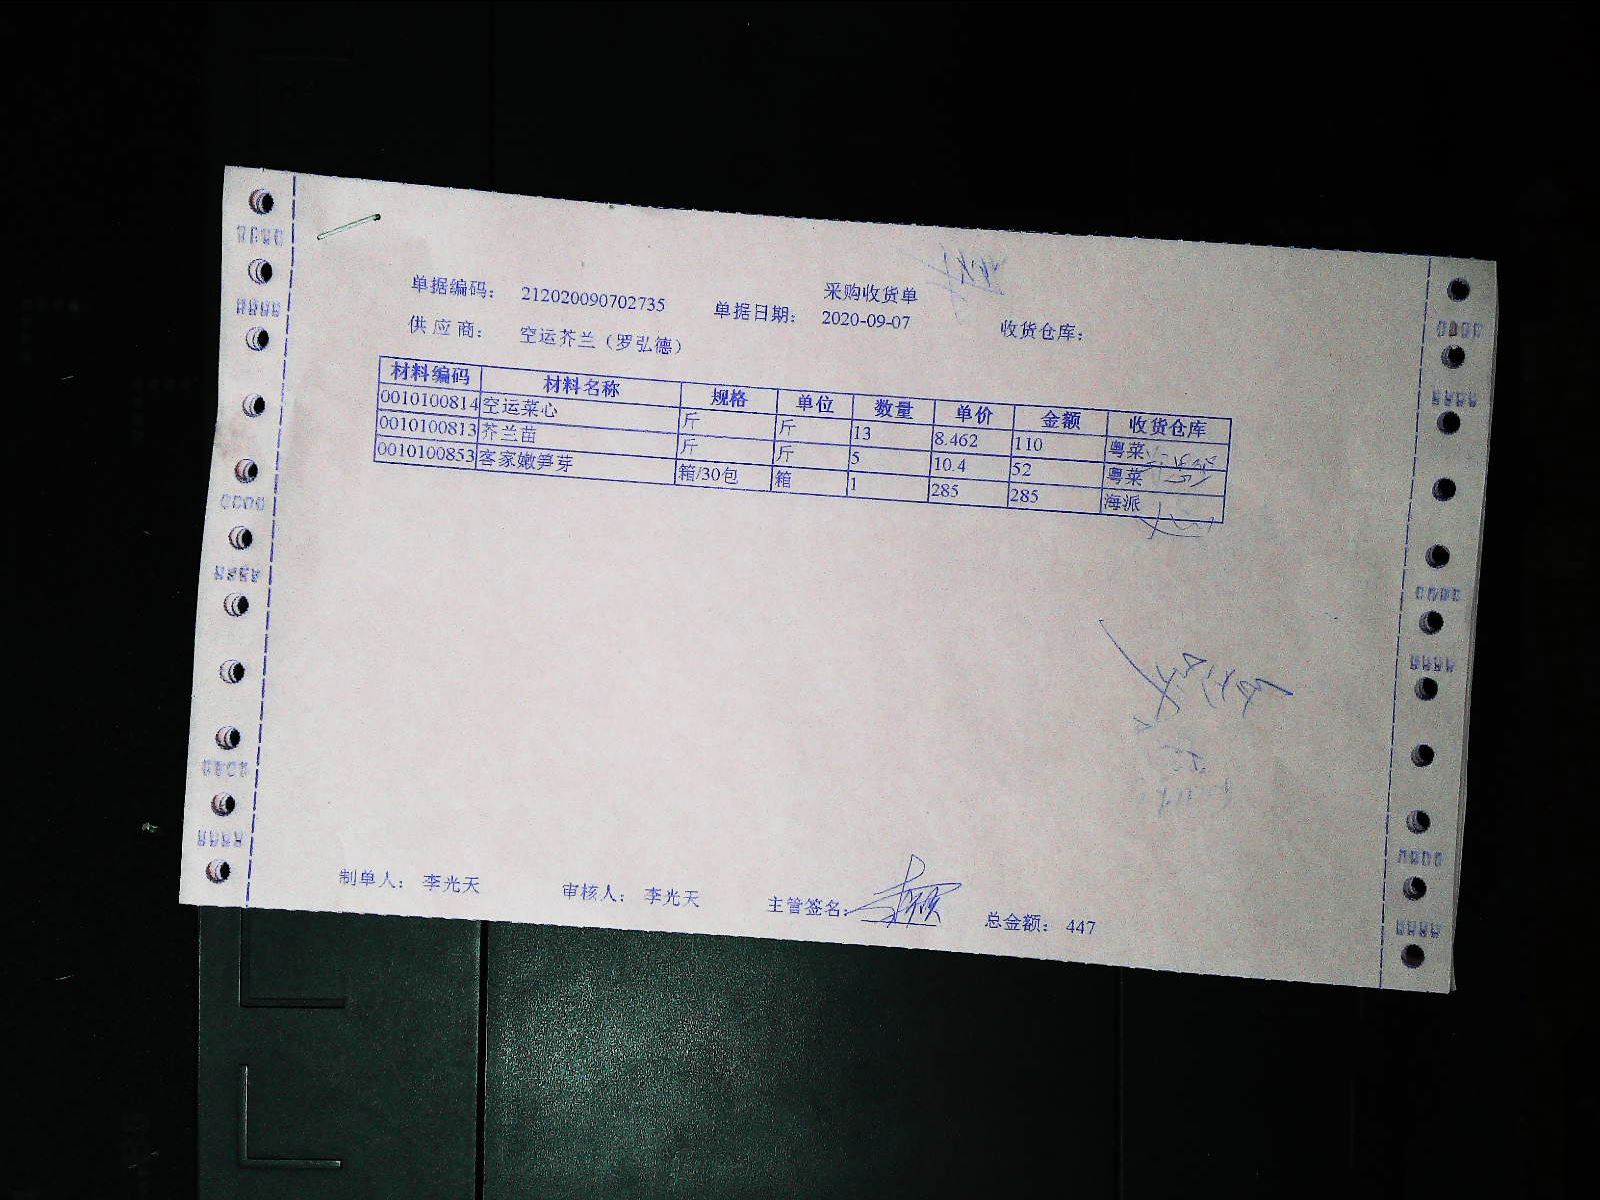 采购收货单
单据编码： 212020090702735 单据日期： 2020-09-07 收货仓库：
供 应 商： 空运芥兰（罗弘德）
材料编码 材料名称 规格 单位 数量 单价 金额 收货仓库
0010100814 空运菜心 斤 斤 13 8.462 110 粤菜
0010100813 芥兰苗 斤 斤 5 10.4 52 粤菜
0010100853 客家嫩笋芽 箱/30包 箱 1 285 285 海派
制单人： 李光天 审核人： 李光天 主管签名： 总金额： 447